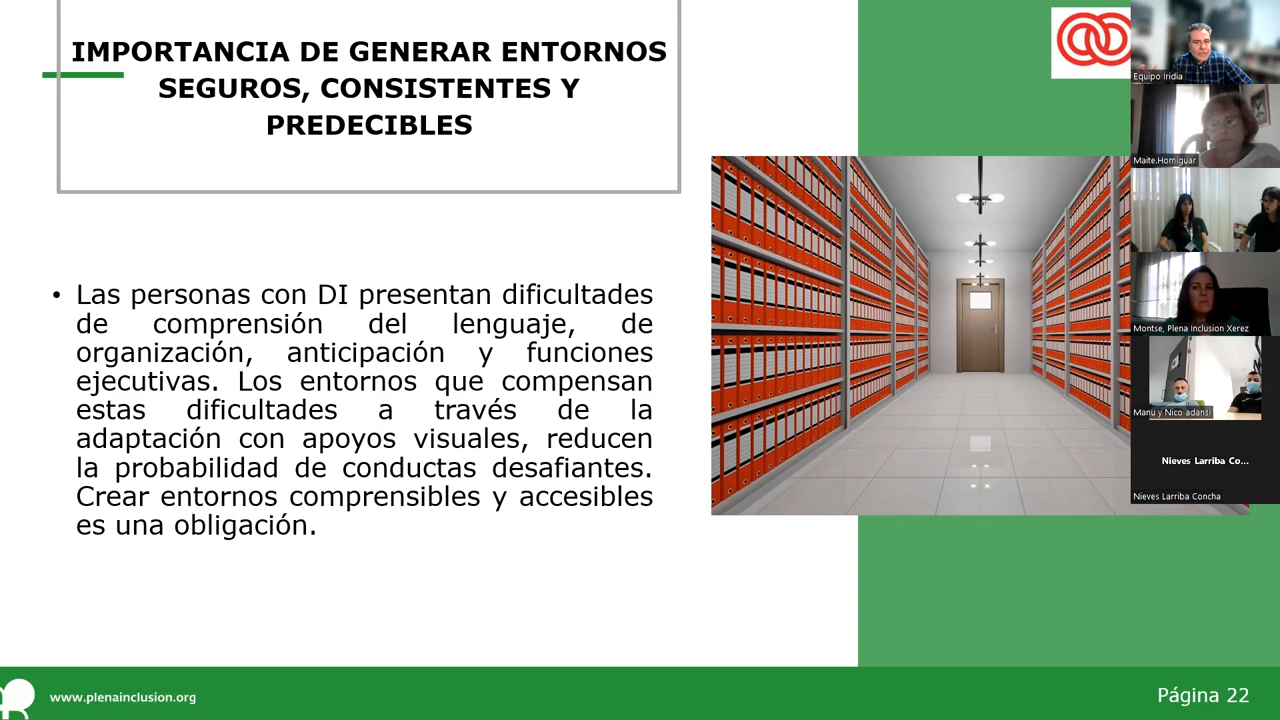 IMPORTANCIA DE GENERAR ENTORNOS
SEGUROS, CONSISTENTES Y
PREDECIBLES
• Las personas con DI presentan dificultades
de comprensión del lenguaje, de
organización, anticipación y funciones
ejecutivas. Los entornos que compensan
estas dificultades a través de la
adaptación con apoyos visuales, reducen
la probabilidad de conductas desafiantes.
Crear entornos comprensibles y accesibles
es una obligación.
Equipo Iridia
Maite.Homiguar
Montse, Plena Inclusion Xerez
Manu y Nico adansi
Nieves Larriba Co...
Nieves Larriba Concha
www.plenainclusion.org
Página 22